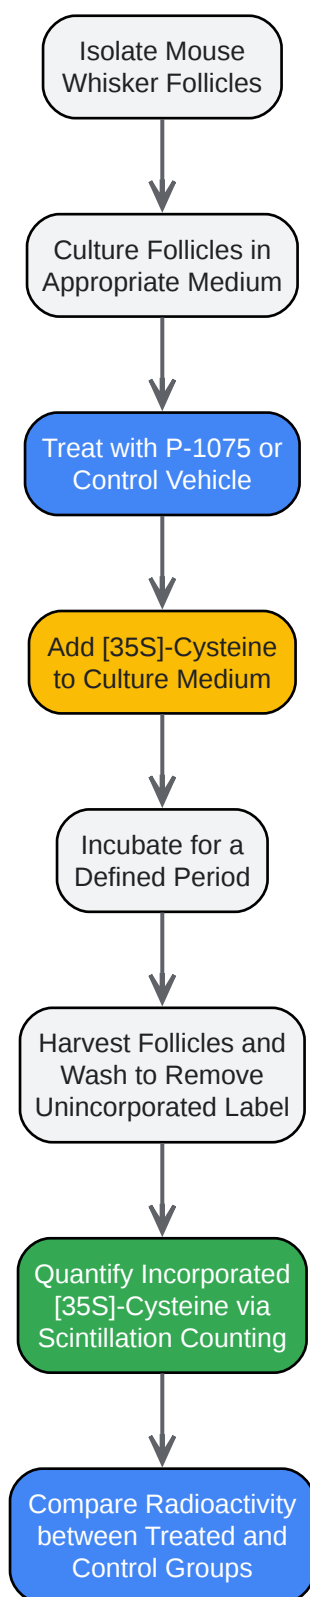 Isolate Mouse
Whisker Follicles
Culture Follicles in
Appropriate Medium
Treat with P-1075 or
Control Vehicle
Add [35S]-Cysteine
to Culture Medium
Incubate for a
Defined Period
Harvest Follicles and
Wash to Remove
Unincorporated Label
Quantify Incorporated
[35S]-Cysteine via
Scintillation Counting
Compare Radioactivity
between Treated and
Control Groups